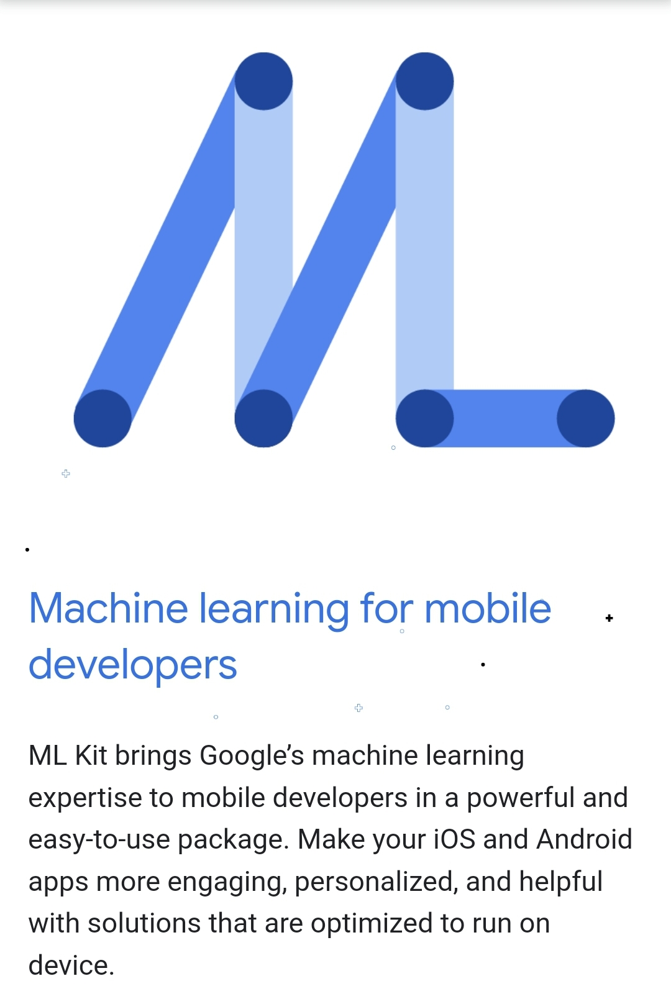 ML
Machine learning for mobile
developers
ML Kit brings Google’s machine learning
expertise to mobile developers in a powerful and
easy-to-use package. Make your iOS and Android
apps more engaging, personalized, and helpful
with solutions that are optimized to run on
device.